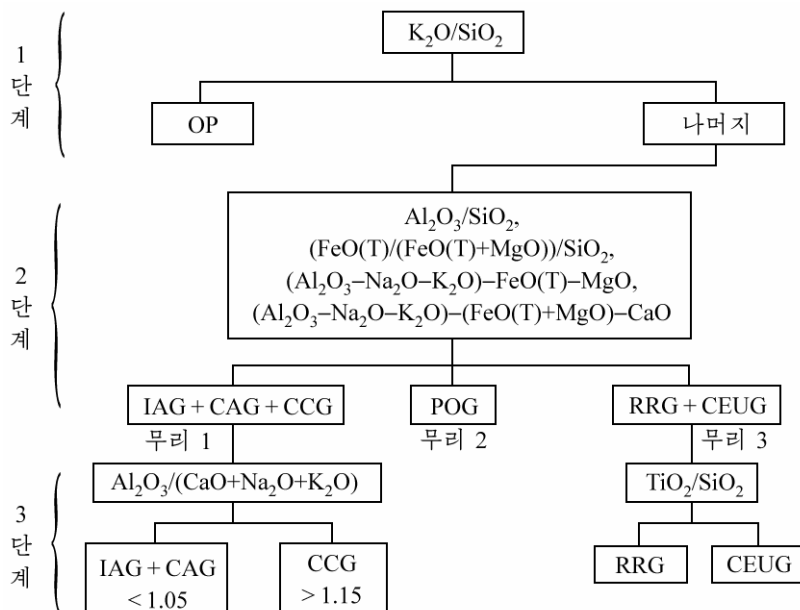 1
단
계
K₂O/SiO₂
OP
나머지
2
단
계
Al₂O₃/SiO₂,
(FeO(T)/(FeO(T)+MgO))/SiO₂,
(Al₂O₃−Na₂O−K₂O)−FeO(T)−MgO,
(Al₂O₃−Na₂O−K₂O)−(FeO(T)+MgO)−CaO
IAG + CAG + CCG
POG
RRG + CEUG
무리 1
무리 2
무리 3
3
단
계
Al₂O₃/(CaO+Na₂O+K₂O)
TiO₂/SiO₂
IAG + CAG
< 1.05
CCG
> 1.15
RRG
CEUG